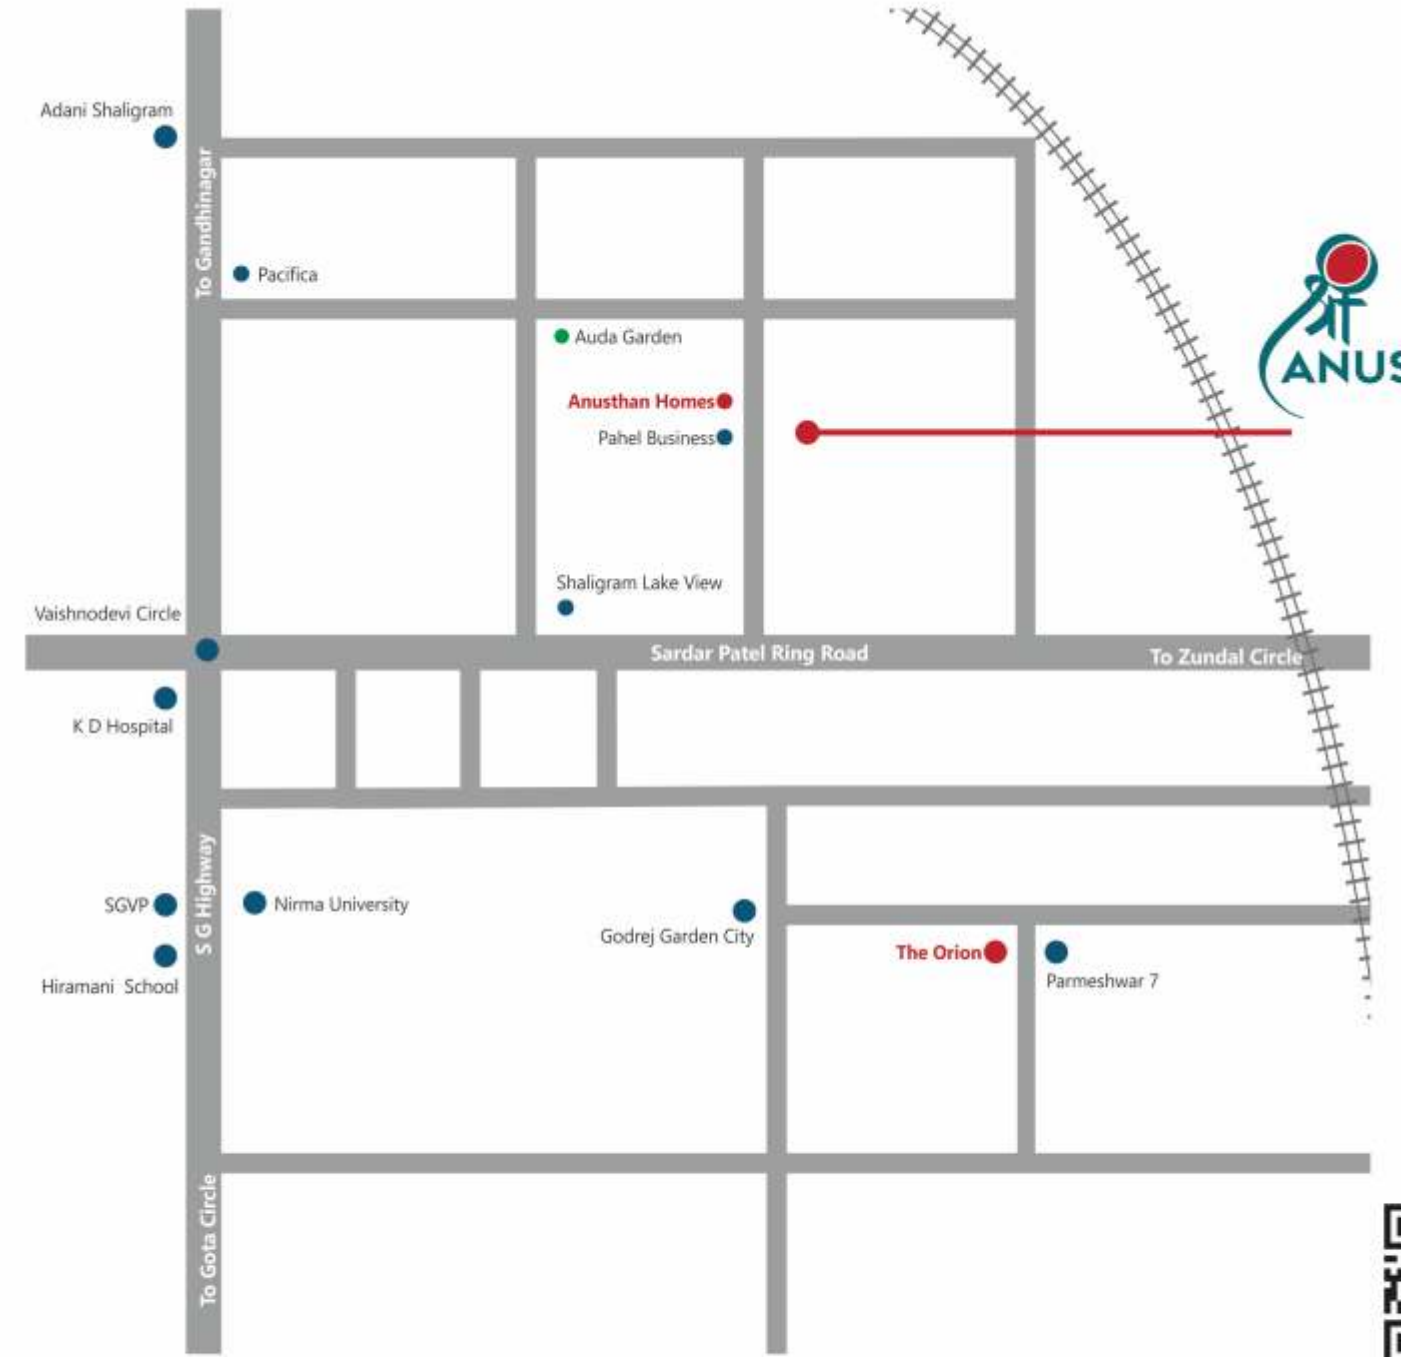 Adani Shaligram
To Gandhinagar
Pacifica
Auda Garden
श्री
ANUS
Anusthan Homes
Pahel Business
Shaligram Lake View
Vaishnodevi Circle
Sardar Patel Ring Road
To Zundal Circle
K D Hospital
S G Highway
SGVP
Nirma University
Godrej Garden City
The Orion
Hiramani School
Parmeshwar 7
To Gota Circle